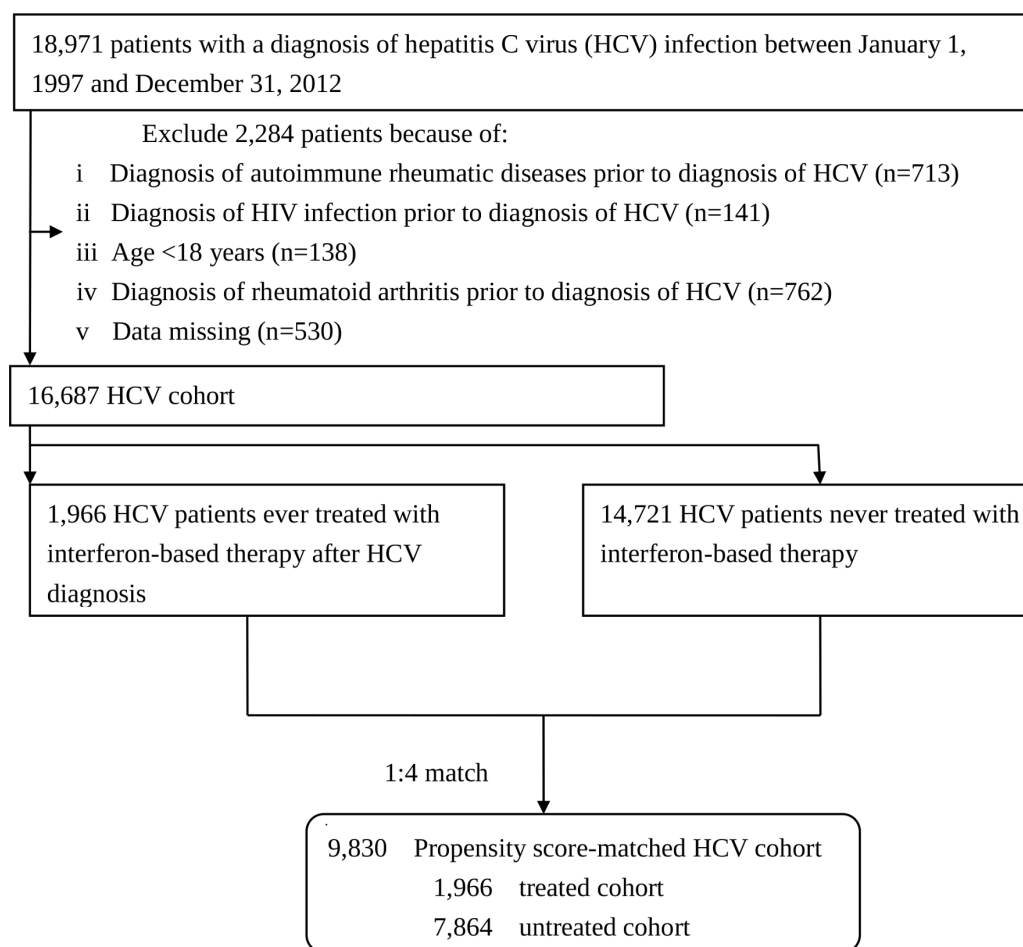 18,971 patients with a diagnosis of hepatitis C virus (HCV) infection between January 1,
1997 and December 31, 2012
Exclude 2,284 patients because of:
i Diagnosis of autoimmune rheumatic diseases prior to diagnosis of HCV (n=713)
ii Diagnosis of HIV infection prior to diagnosis of HCV (n=141)
iii Age <18 years (n=138)
iv Diagnosis of rheumatoid arthritis prior to diagnosis of HCV (n=762)
v Data missing (n=530)
16,687 HCV cohort
1,966 HCV patients ever treated with
interferon-based therapy after HCV
diagnosis
14,721 HCV patients never treated with
interferon-based therapy
1:4 match
9,830 Propensity score-matched HCV cohort
1,966 treated cohort
7,864 untreated cohort